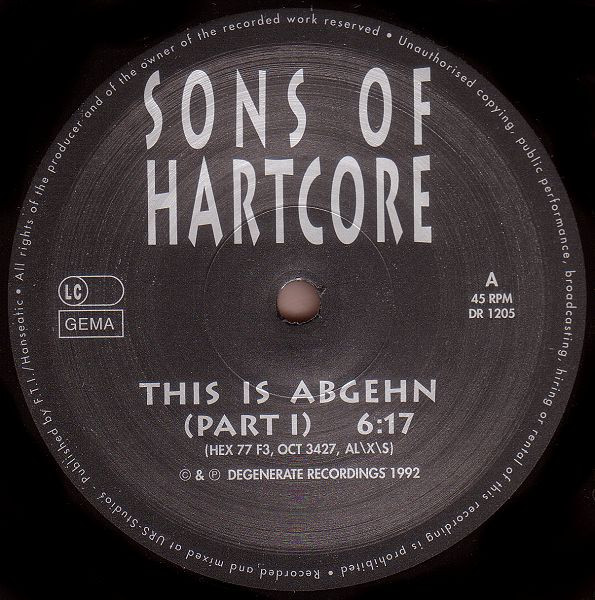 SONS OF
HARTCORE
LC
GEMA
A
45 RPM
DR 1205
THIS IS ABGEHN
(PART I) 6:17
(HEX 77 F3, OCT 3427, AL\X\S)
© & ℗ DEGENERATE RECORDINGS 1992
Published by F.T.I./Hanseatic • All rights of the producer and of the owner of the recorded work reserved • Unauthorised copying, public performance, broadcasting, hiring or rental of this recording is prohibited • Recorded and mixed at URS-Studios